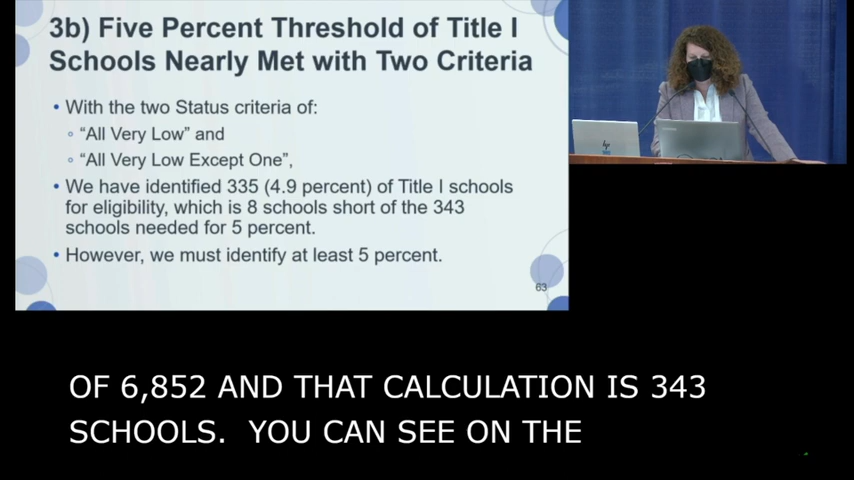 3b) Five Percent Threshold of Title I
Schools Nearly Met with Two Criteria
• With the two Status criteria of:
◦ “All Very Low” and
◦ “All Very Low Except One”,
• We have identified 335 (4.9 percent) of Title I schools
for eligibility, which is 8 schools short of the 343
schools needed for 5 percent.
• However, we must identify at least 5 percent.
63
hp
OF 6,852 AND THAT CALCULATION IS 343
SCHOOLS. YOU CAN SEE ON THE